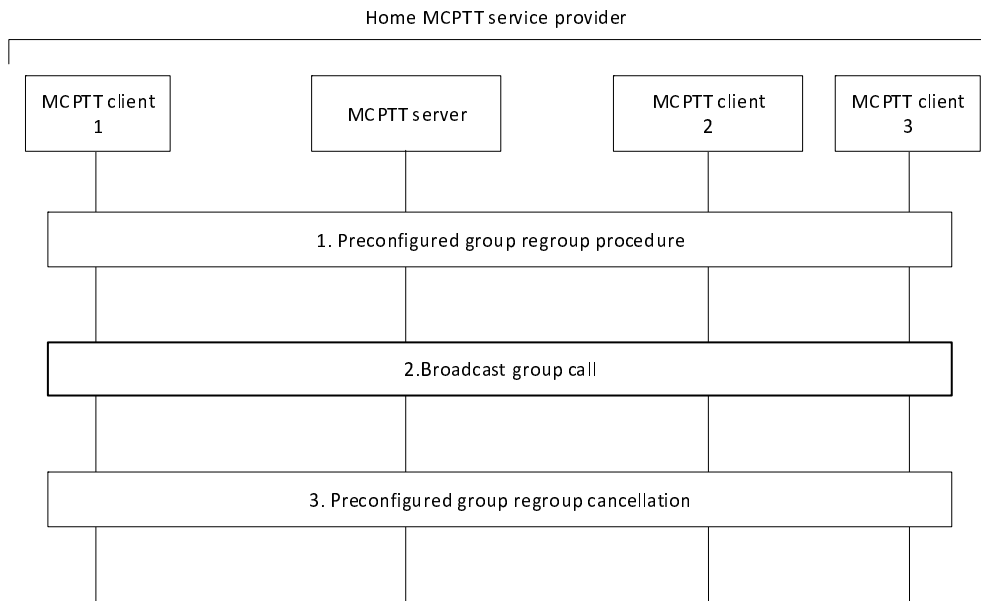 Home MCPTT service provider
MCPTT client
1
MCPTT server
MCPTT client
2
MCPTT client
3
1. Preconfigured group regroup procedure
2.Broadcast group call
3. Preconfigured group regroup cancellation